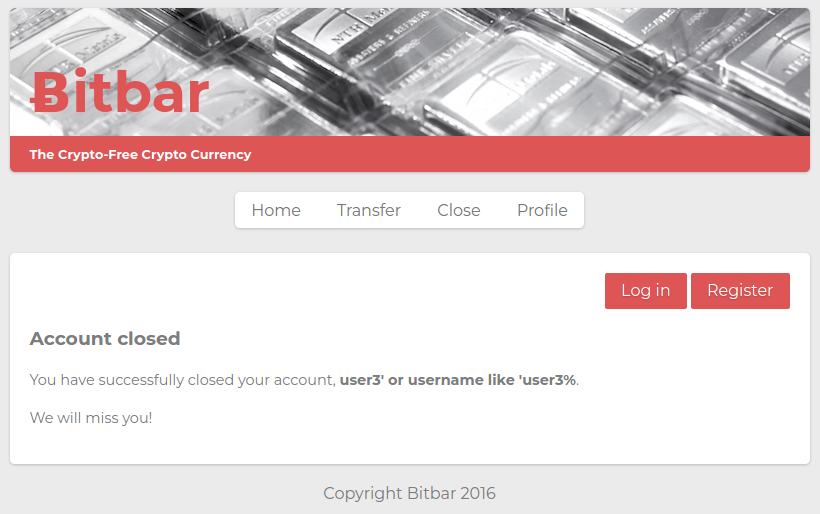 Ƀitbar
The Crypto-Free Crypto Currency
Home Transfer Close Profile
Log in Register
Account closed
You have successfully closed your account, user3' or username like 'user3%.
We will miss you!
Copyright Bitbar 2016